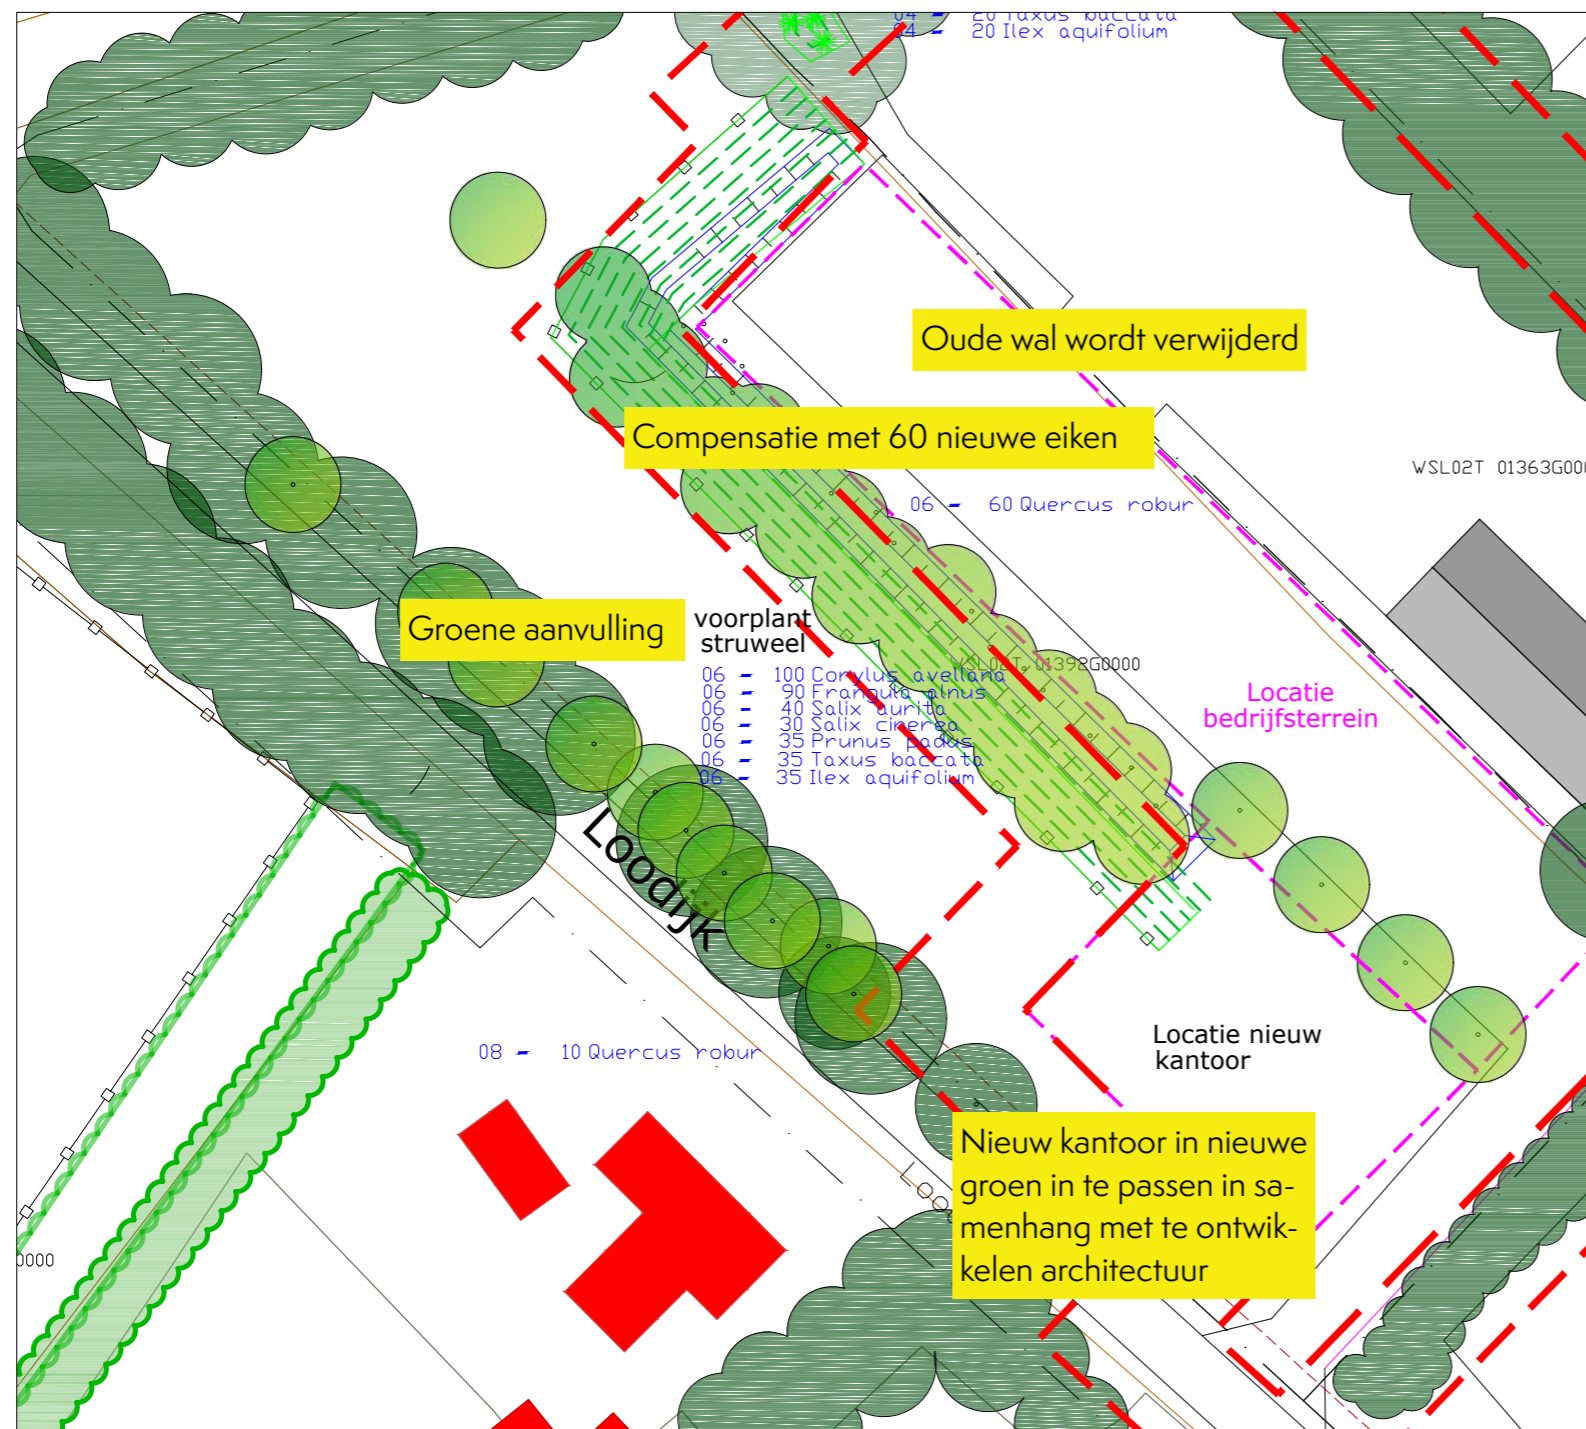 04 - 20 Taxus baccata
04 - 20 Ilex aquifolium
Oude wal wordt verwijderd
Compensatie met 60 nieuwe eiken
06 - 60 Quercus robur
Groene aanvulling
voorplant
struweel
WSL02T 01392G0000
06 - 100 Corylus avellana
06 - 90 Frangula alnus
06 - 40 Salix aurita
06 - 30 Salix cinerea
06 - 35 Prunus padus
06 - 35 Taxus baccata
06 - 35 Ilex aquifolium
Locatie
bedrijfsterrein
Loodijk
Locatie nieuw
kantoor
08 - 10 Quercus robur
Nieuw kantoor in nieuwe
groen in te passen in sa-
menhang met te ontwik-
kelen architectuur
0000